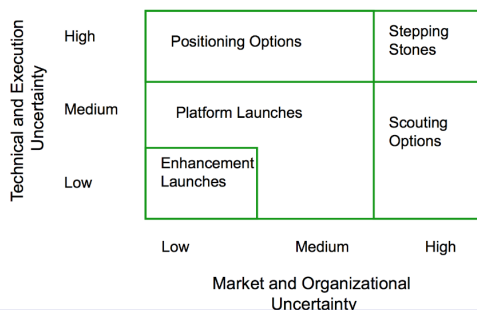 Technical and Execution
Uncertainty
High
Medium
Low
Positioning Options
Stepping
Stones
Platform Launches
Scouting
Options
Enhancement
Launches
Low
Medium
High
Market and Organizational
Uncertainty